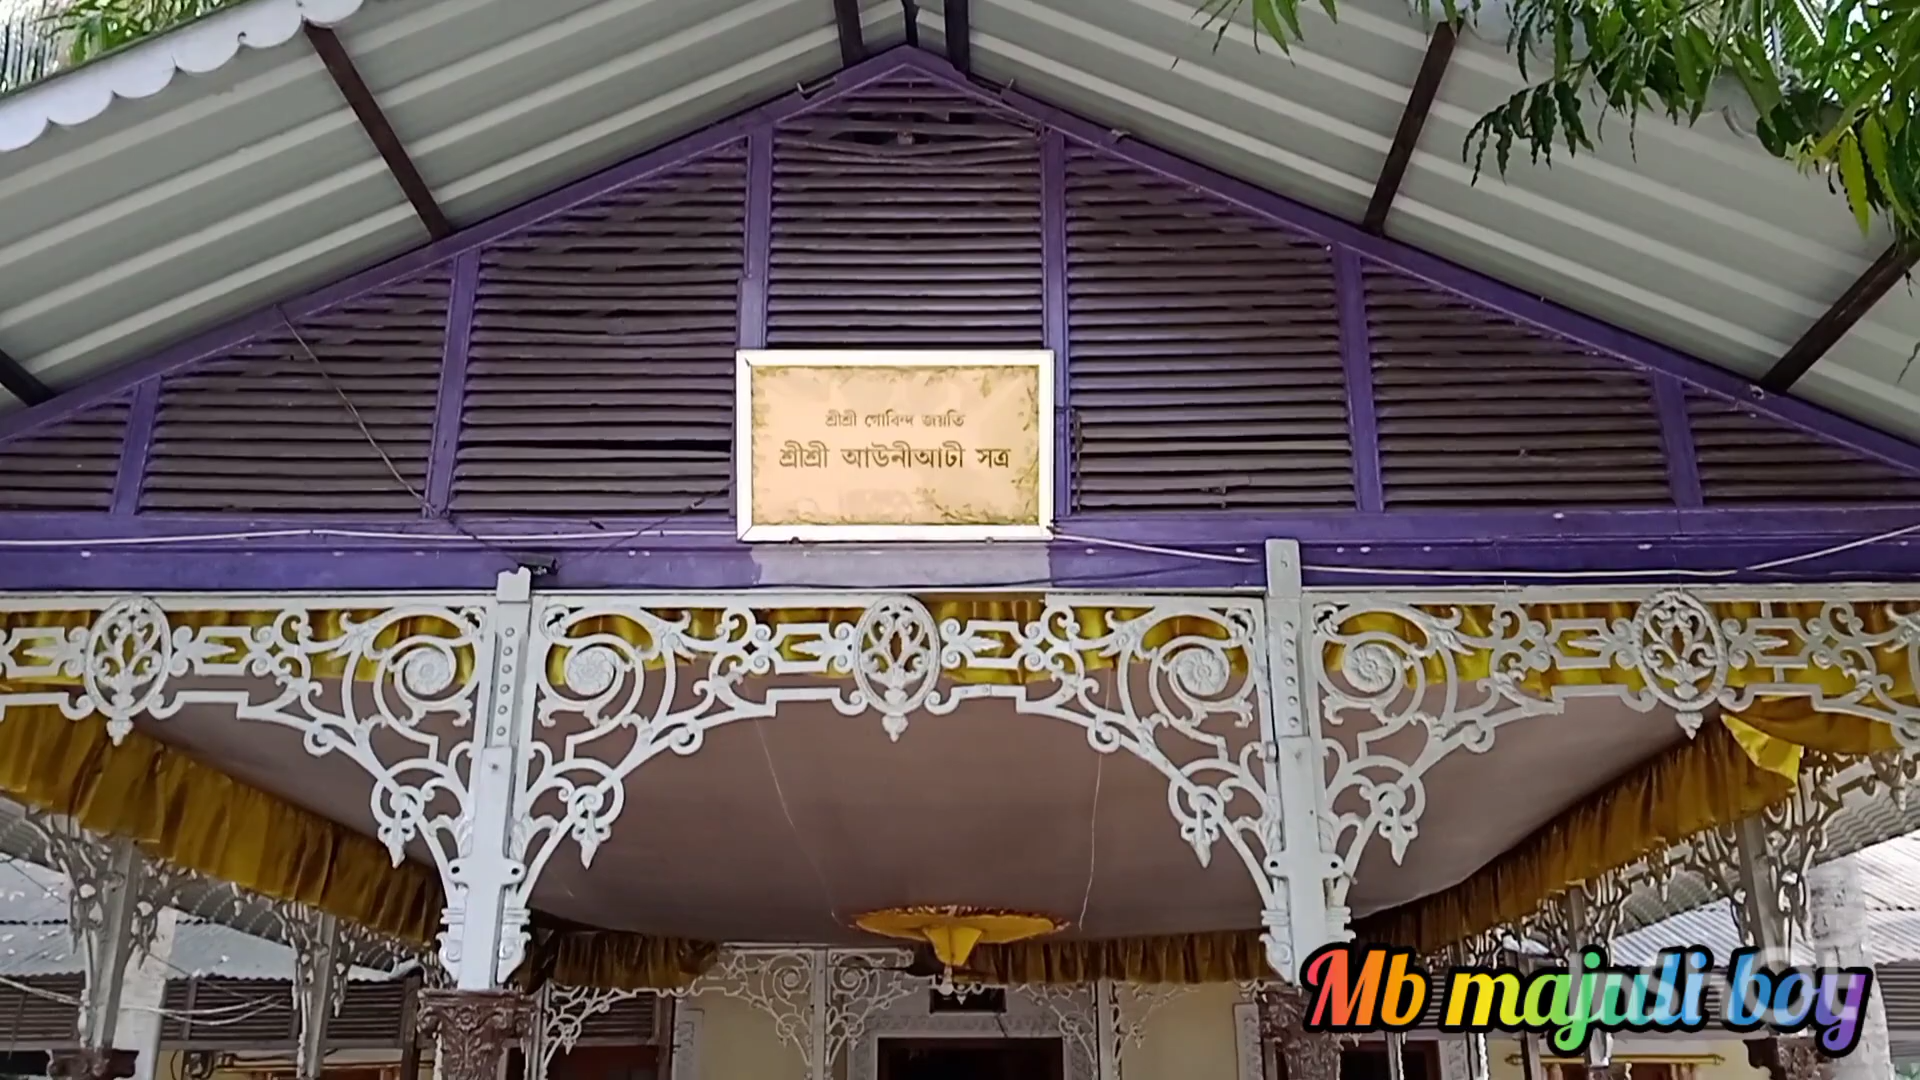 শ্রীশ্রী গোবিন্দ জয়তি
শ্রীশ্রী আউনীআটী সত্ৰ
Mb majuli boy